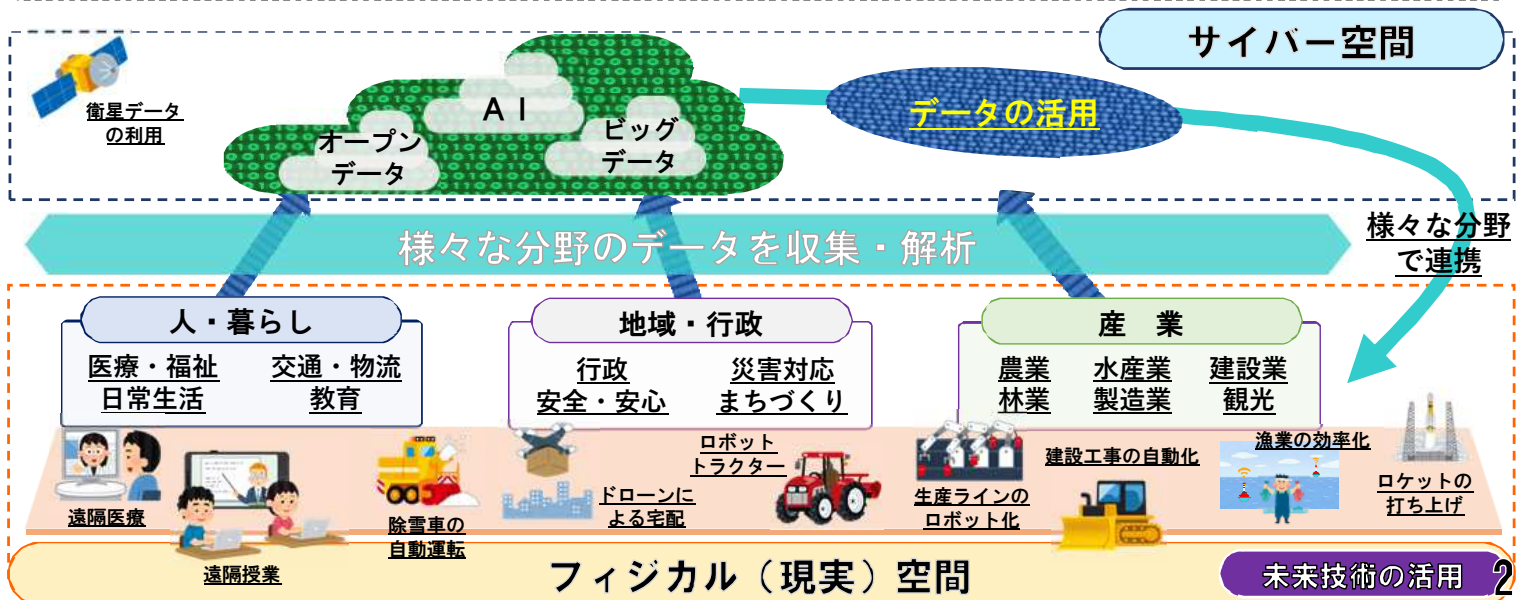 サイバー空間
衛星データ
の利用
AI
オープン
データ
ビッグ
データ
データの活用
様々な分野のデータを収集・解析
様々な分野
で連携
人・暮らし
医療・福祉 交通・物流
日常生活 教育
地域・行政
行政 災害対応
安全・安心 まちづくり
産 業
農業 水産業 建設業
林業 製造業 観光
遠隔医療
遠隔授業
除雪車の
自動運転
ドローンに
よる宅配
ロボット
トラクター
生産ラインの
ロボット化
建設工事の自動化
漁業の効率化
ロケットの
打ち上げ
フィジカル（現実）空間
未来技術の活用
2